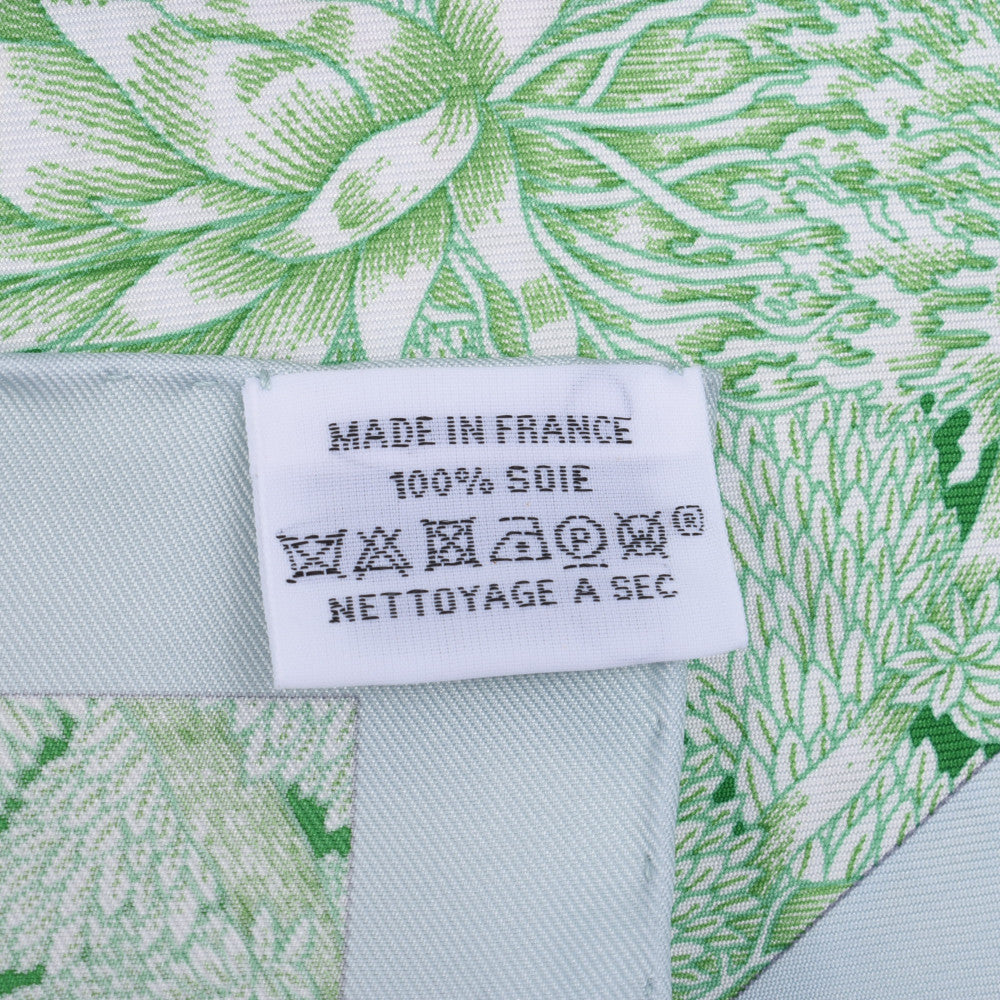 MADE IN FRANCE
100% SOIE
P ®
NETTOYAGE A SEC